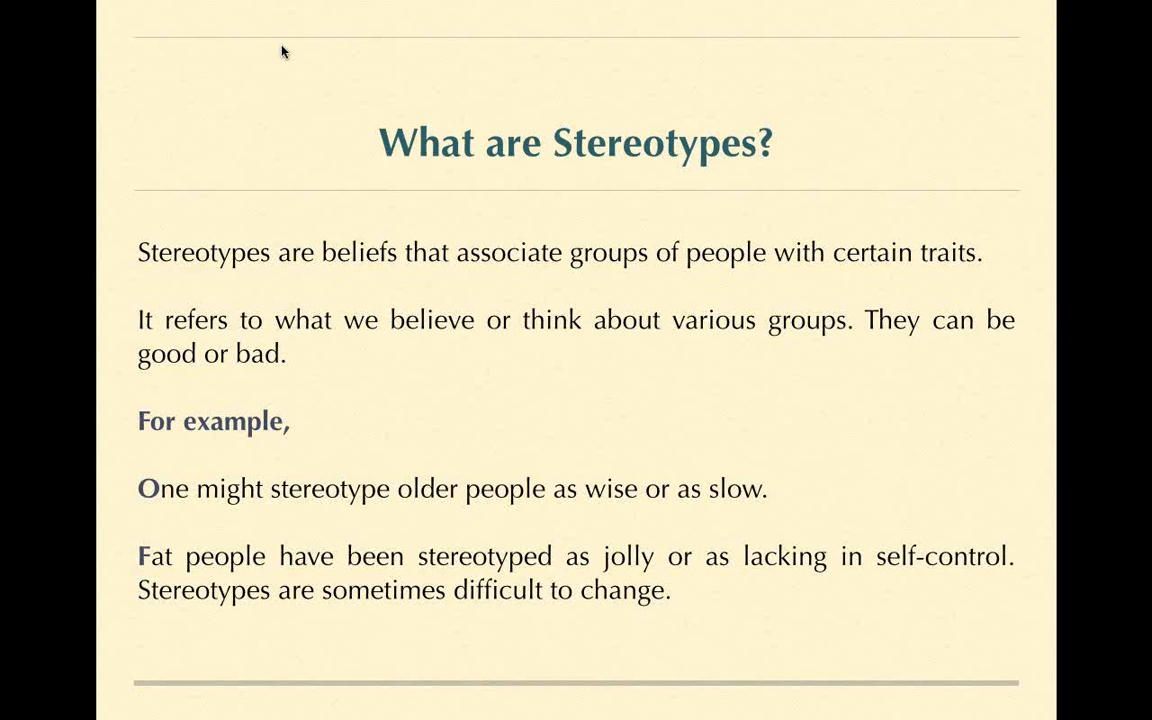 What are Stereotypes?
Stereotypes are beliefs that associate groups of people with certain traits.
It refers to what we believe or think about various groups. They can be
good or bad.
For example,
One might stereotype older people as wise or as slow.
Fat people have been stereotyped as jolly or as lacking in self-control.
Stereotypes are sometimes difficult to change.